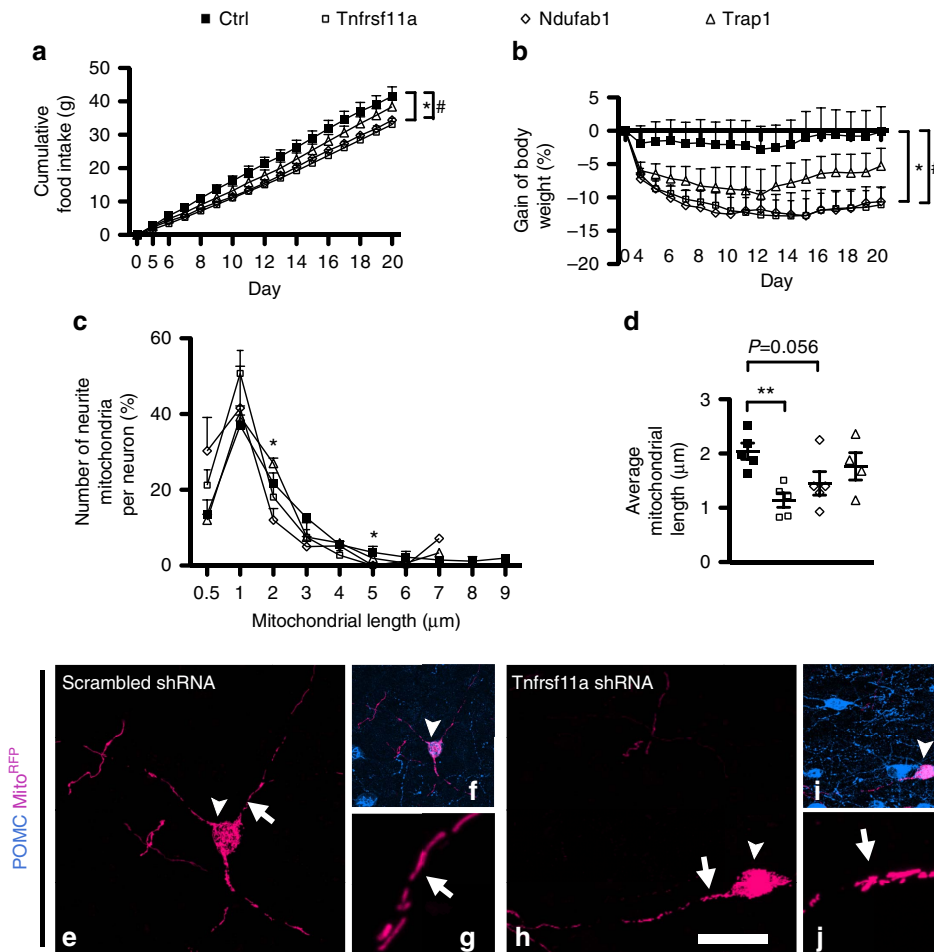 Ctrl Tnfrsf11a Ndufab1 Trap1
a
Cumulative
food intake (g)
50
40
30
20
10
0
* #
0 5 6 8 10 12 14 16 18 20
Day
b
Gain of body
weight (%)
5
0
−5
−10
−15
−20
* #
0 4 6 8 10 12 14 16 18 20
Day
c
Number of neurite
mitochondria
per neuron (%)
60
40
20
0
*
*
0.5 1 2 3 4 5 6 7 8 9
Mitochondrial length (μm)
d
P=0.056
**
Average
mitochondrial
length (μm)
3
2
1
0
POMC Mito^RFP
Scrambled shRNA
e
f
g
Tnfrsf11a shRNA
h
i
j